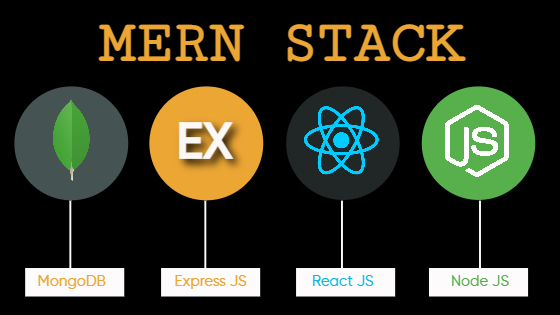 MERN STACK
EX
JS
MongoDB
Express JS
React JS
Node JS